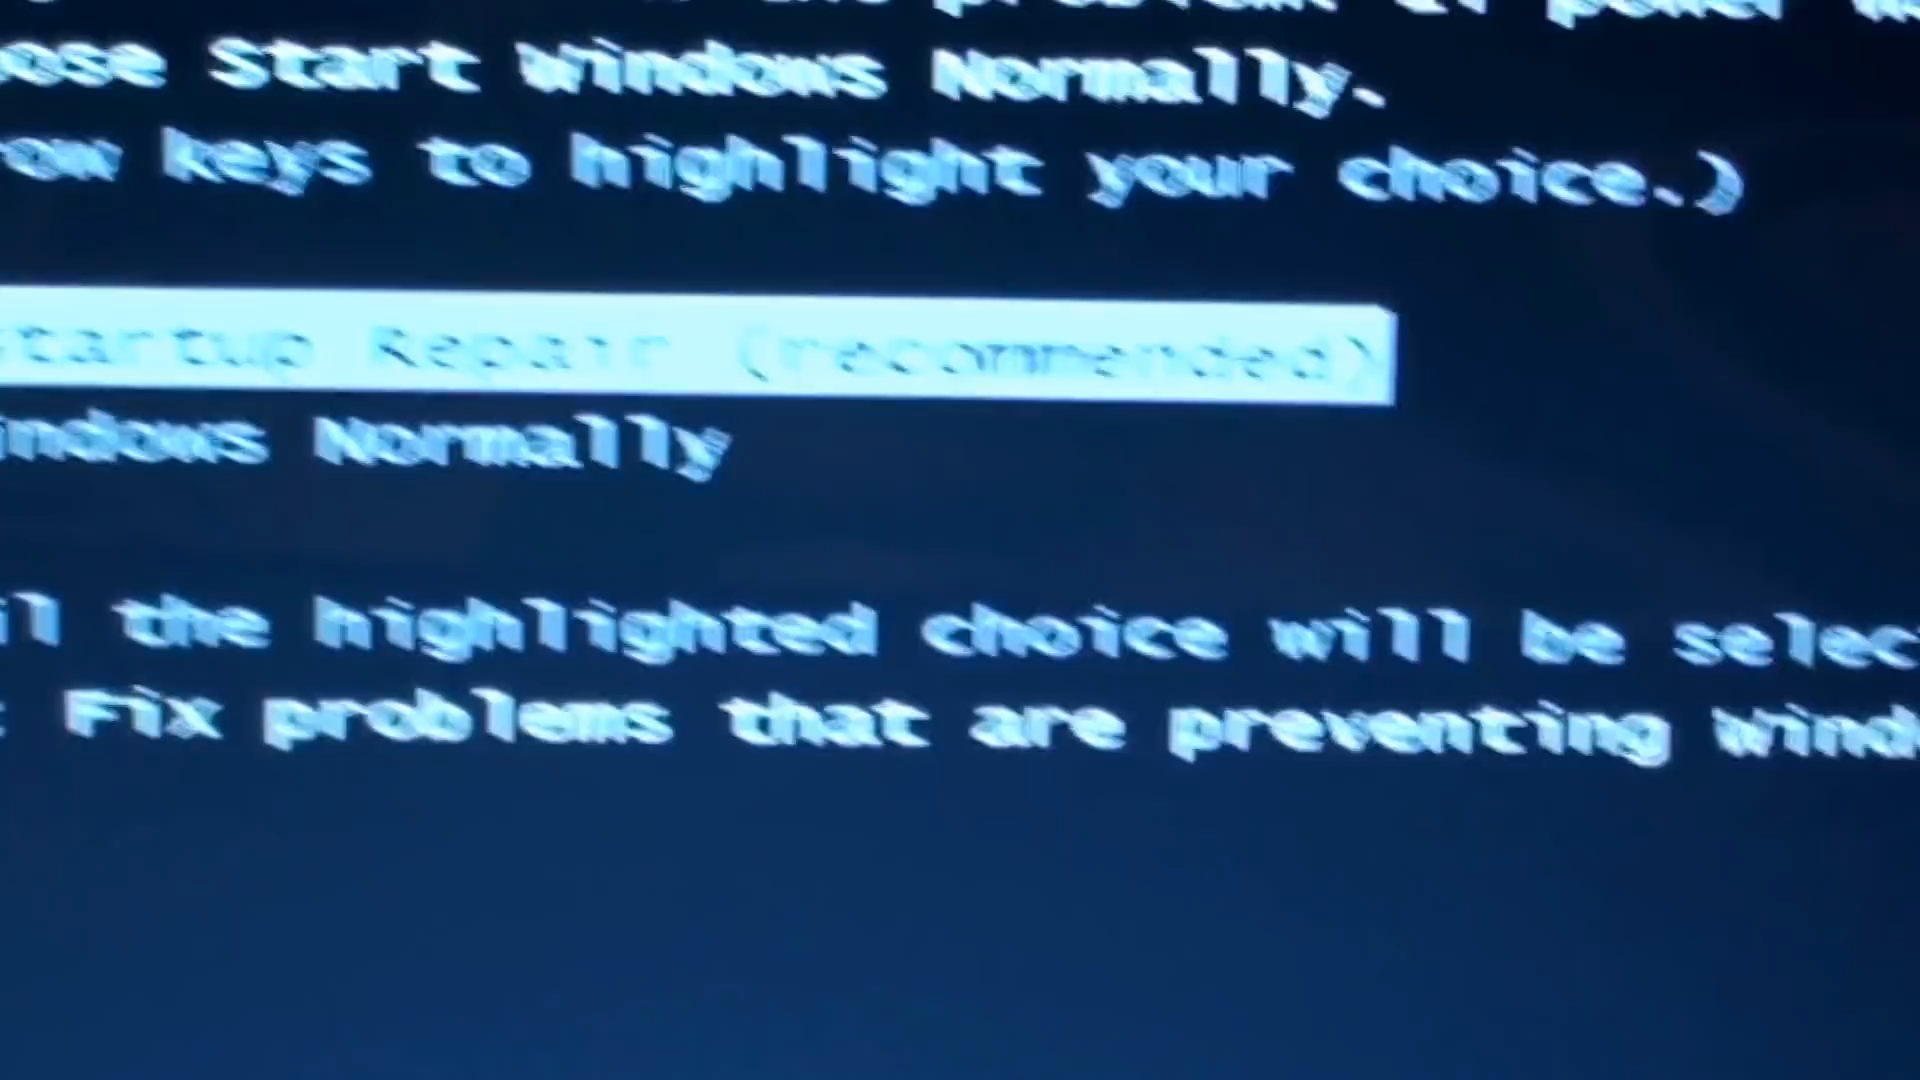 ose Start Windows Normally.
ow keys to highlight your choice.)
tartup Repair (recommended)
indows Normally
il the highlighted choice will be selec
: Fix problems that are preventing Wind